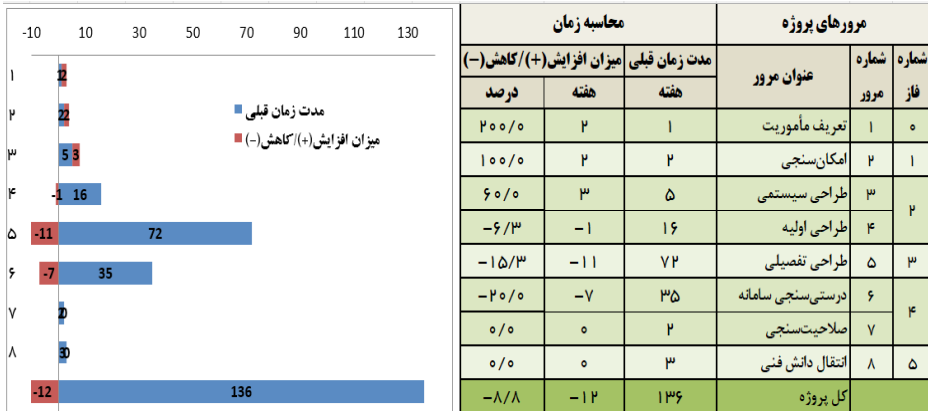 -10 10 30 50 70 90 110 130
۱ 1 2
۲ 2 2
۳ 5 3
۴ -1 16
۵ -11 72
۶ -7 35
۷ 2 0
۸ 3 0
-12 136
مدت زمان قبلی
میزان افزایش(+)/کاهش(-)
مرورهای پروژه محاسبه زمان
شماره فاز شماره مرور عنوان مرور مدت زمان قبلی میزان افزایش(+)/کاهش(-)
هفته هفته درصد
۰ ۱ تعریف مأموریت ۱ ۲ ۲۰۰/۰
۱ ۲ امکان‌سنجی ۲ ۲ ۱۰۰/۰
۲ ۳ طراحی سیستمی ۵ ۳ ۶۰/۰
۴ طراحی اولیه ۱۶ -۱ -۶/۳
۳ ۵ طراحی تفصیلی ۷۲ -۱۱ -۱۵/۳
۴ ۶ درستی‌سنجی سامانه ۳۵ -۷ -۲۰/۰
۷ صلاحیت‌سنجی ۲ ۰ ۰/۰
۵ ۸ انتقال دانش فنی ۳ ۰ ۰/۰
کل پروژه ۱۳۶ -۱۲ -۸/۸